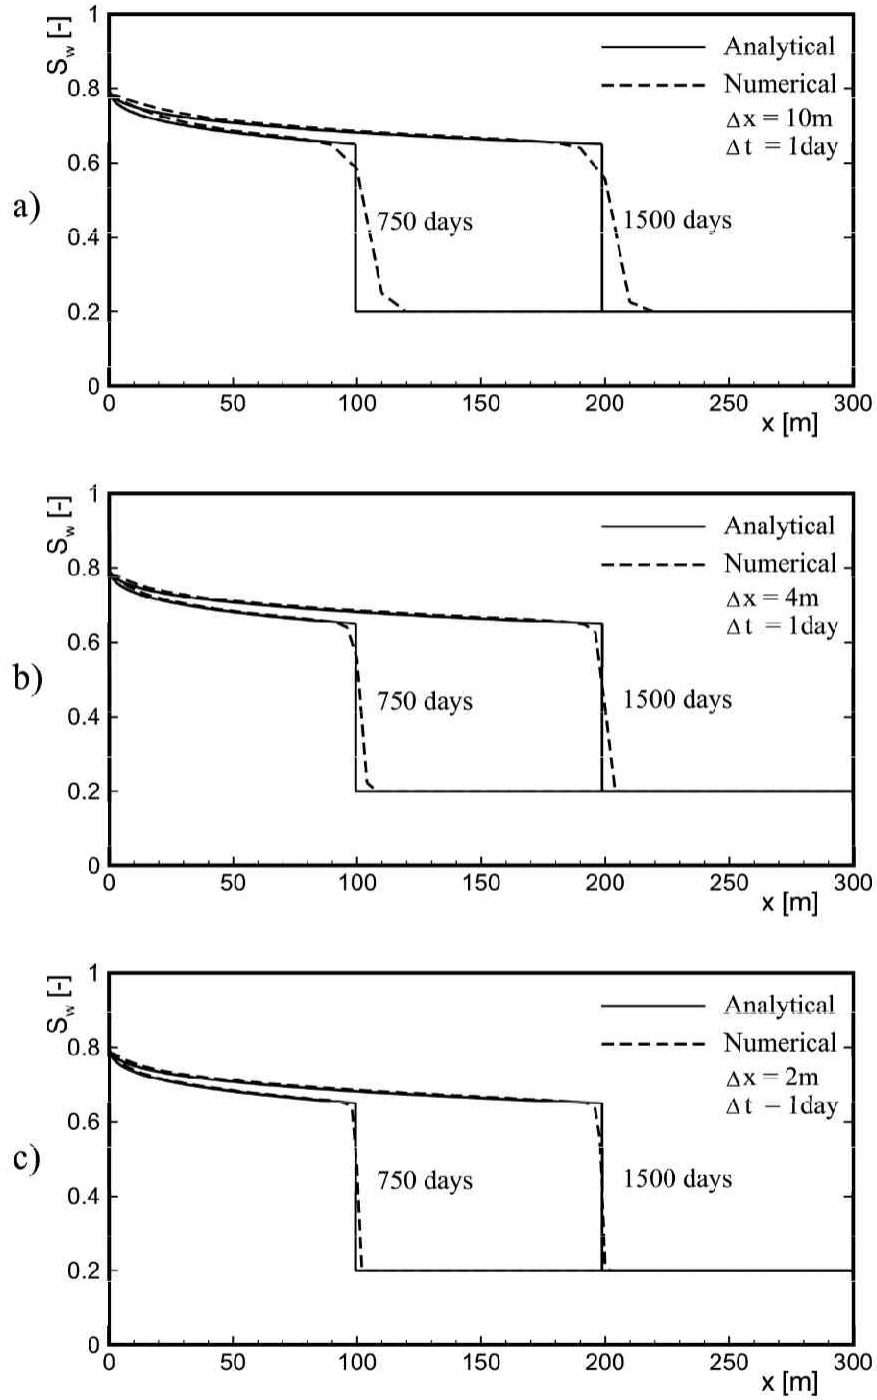 a)
S_w [-]
1
0.8
0.6
0.4
0.2
0
Analytical
Numerical
Δx = 10m
Δt = 1day
750 days
1500 days
0 50 100 150 200 250 300
x [m]
b)
S_w [-]
1
0.8
0.6
0.4
0.2
0
Analytical
Numerical
Δx = 4m
Δt = 1day
750 days
1500 days
0 50 100 150 200 250 300
x [m]
c)
S_w [-]
1
0.8
0.6
0.4
0.2
0
Analytical
Numerical
Δx = 2m
Δt − 1day
750 days
1500 days
0 50 100 150 200 250 300
x [m]